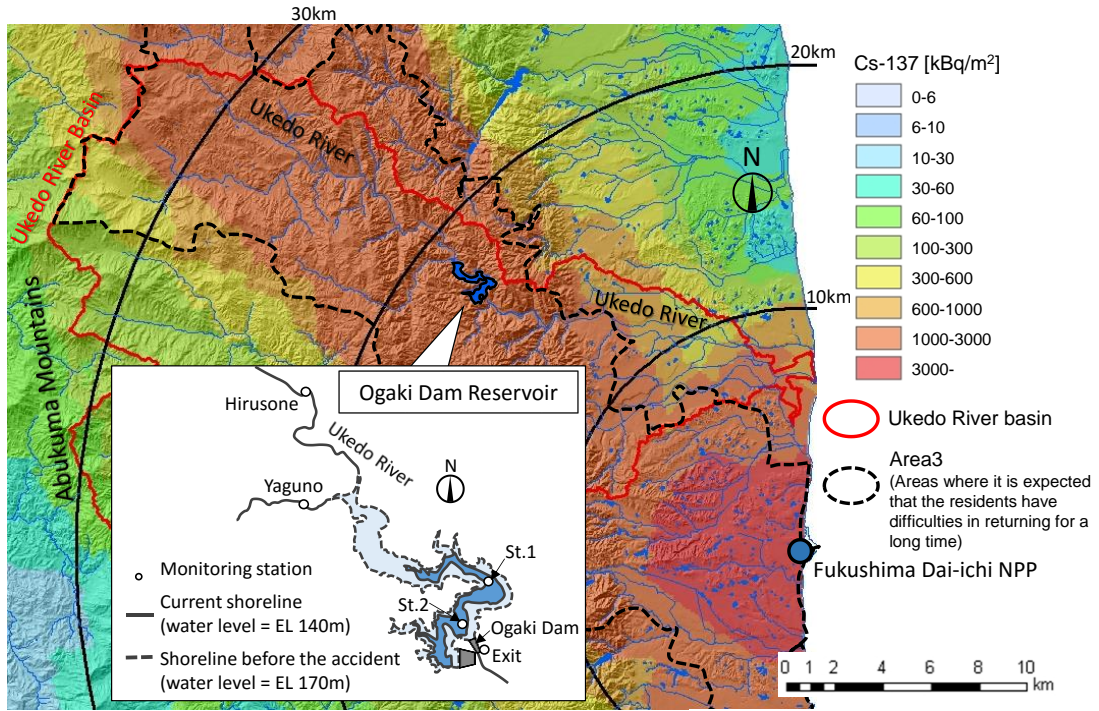 30km
20km
Cs-137 [kBq/m²]
0-6
6-10
10-30
30-60
60-100
100-300
300-600
600-1000
1000-3000
3000-
N
10km
Ukedo River Basin
Ukedo River
Ukedo River
Abukuma Mountains
Ukedo River basin
Area3
(Areas where it is expected
that the residents have
difficulties in returning for a
long time)
Fukushima Dai-ichi NPP
Ogaki Dam Reservoir
Hirusone
Ukedo River
N
Yaguno
St.1
St.2
Ogaki Dam
Exit
Monitoring station
Current shoreline
(water level = EL 140m)
Shoreline before the accident
(water level = EL 170m)
0 1 2 4 6 8 10
km